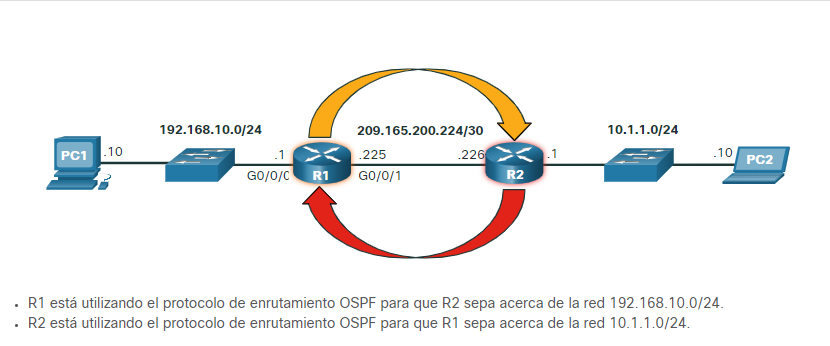 192.168.10.0/24 209.165.200.224/30 10.1.1.0/24
PC1 .10 .1 .225 .226 .1 .10 PC2
G0/0/0 R1 G0/0/1 R2
• R1 está utilizando el protocolo de enrutamiento OSPF para que R2 sepa acerca de la red 192.168.10.0/24.
• R2 está utilizando el protocolo de enrutamiento OSPF para que R1 sepa acerca de la red 10.1.1.0/24.